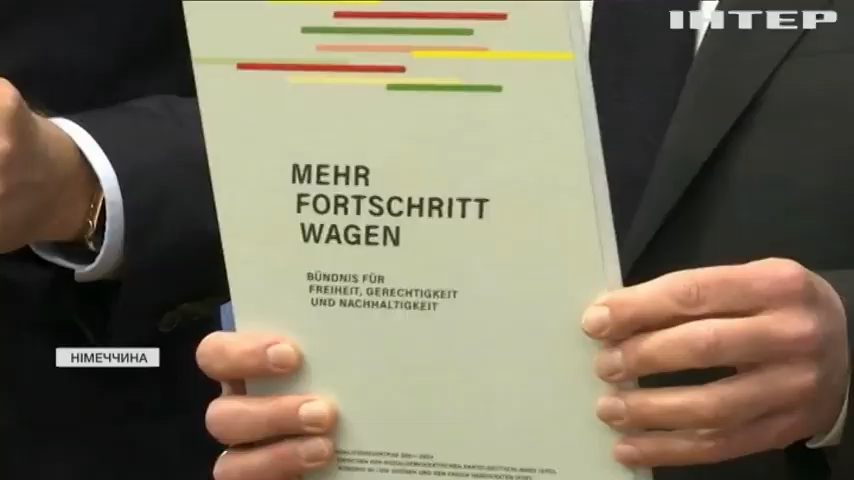 ІНТЕР
MEHR
FORTSCHRITT
WAGEN
BÜNDNIS FÜR
FREIHEIT, GERECHTIGKEIT
UND NACHHALTIGKEIT
НІМЕЧЧИНА